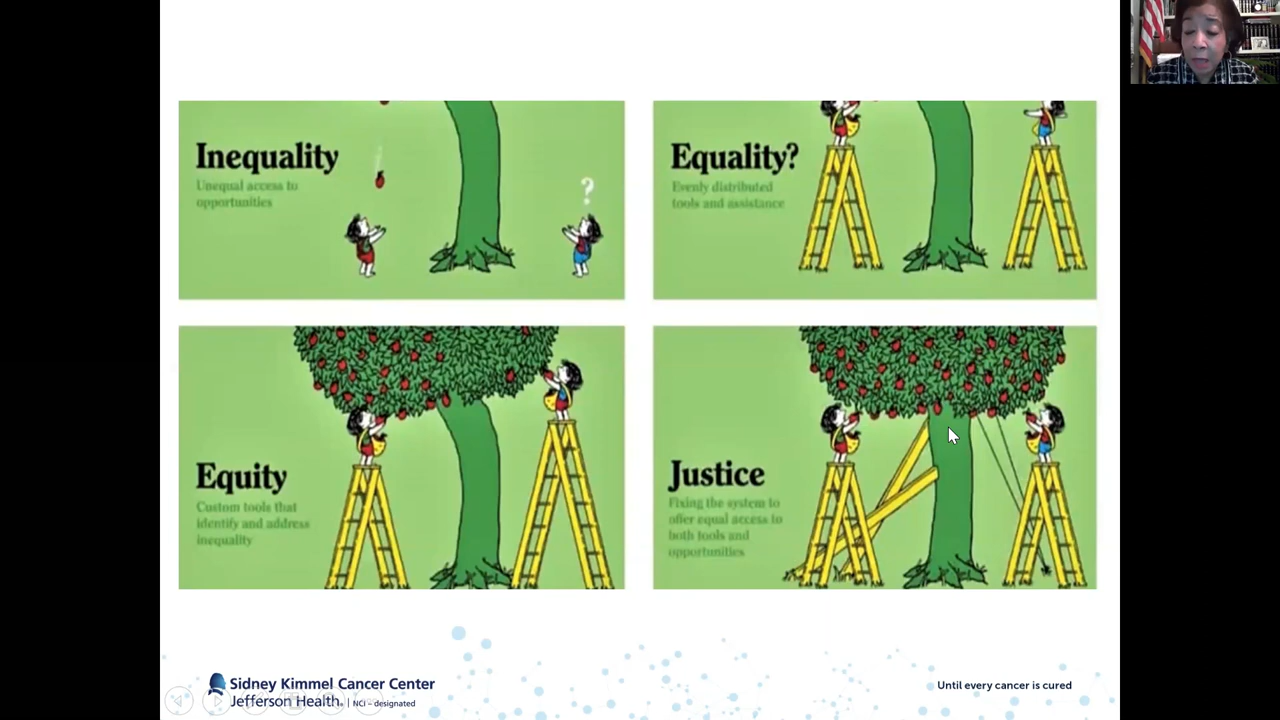 Inequality
Unequal access to
opportunities
?
Equality?
Evenly distributed
tools and assistance
Equity
Custom tools that
identify and address
inequality
Justice
Fixing the system to
offer equal access to
both tools and
opportunities
Sidney Kimmel Cancer Center
Jefferson Health. | NCI – designated
Until every cancer is cured